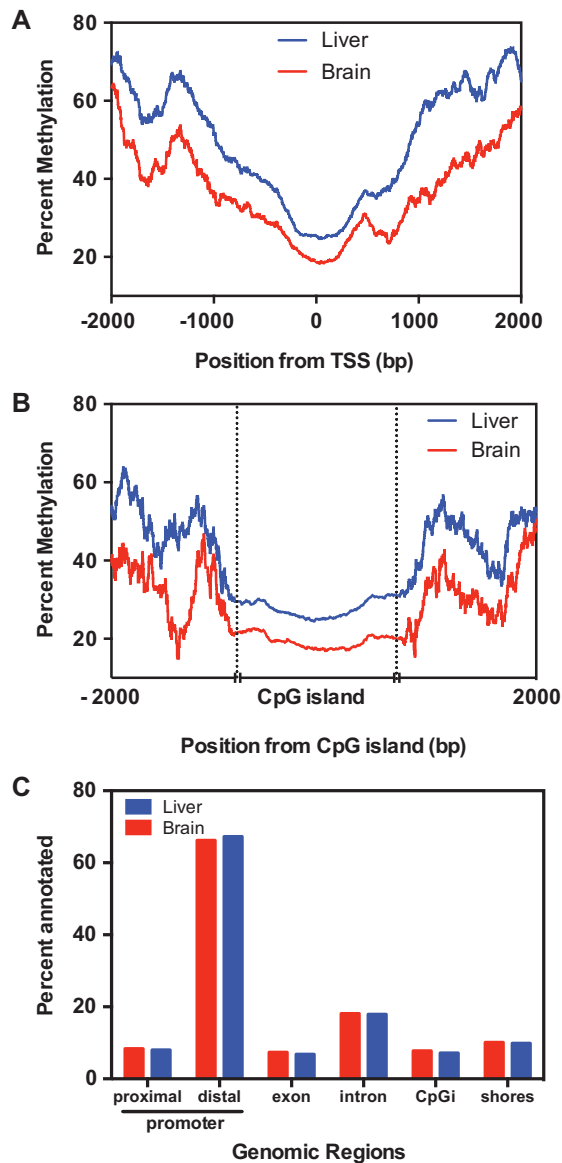 A
80
60
40
20
Percent Methylation
Liver
Brain
-2000 -1000 0 1000 2000
Position from TSS (bp)
B
80
60
40
20
Percent Methylation
Liver
Brain
- 2000 CpG island 2000
Position from CpG island (bp)
C
80
60
40
20
0
Percent annotated
Liver
Brain
proximal distal exon intron CpGi shores
promoter
Genomic Regions